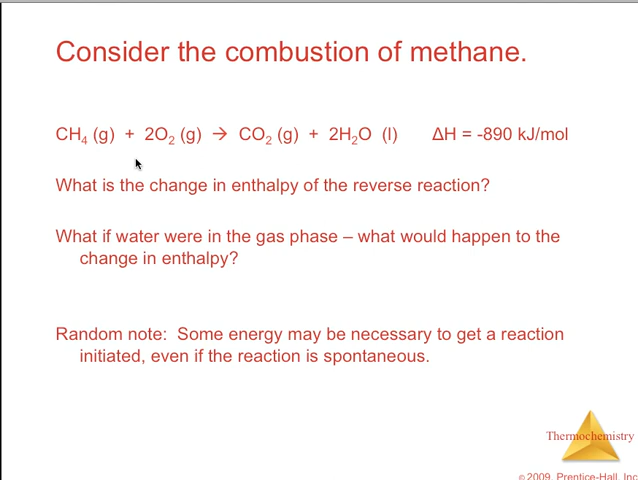 Consider the combustion of methane.
CH₄ (g) + 2O₂ (g) → CO₂ (g) + 2H₂O (l) ΔH = -890 kJ/mol
What is the change in enthalpy of the reverse reaction?
What if water were in the gas phase – what would happen to the
change in enthalpy?
Random note: Some energy may be necessary to get a reaction
initiated, even if the reaction is spontaneous.
Thermochemistry
© 2009, Prentice-Hall, Inc